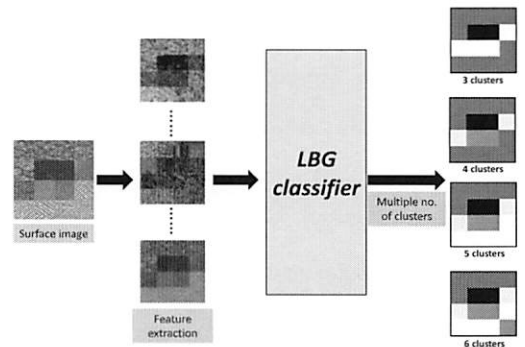 Surface image
Feature
extraction
LBG
classifier
Multiple no.
of clusters
3 clusters
4 clusters
5 clusters
6 clusters